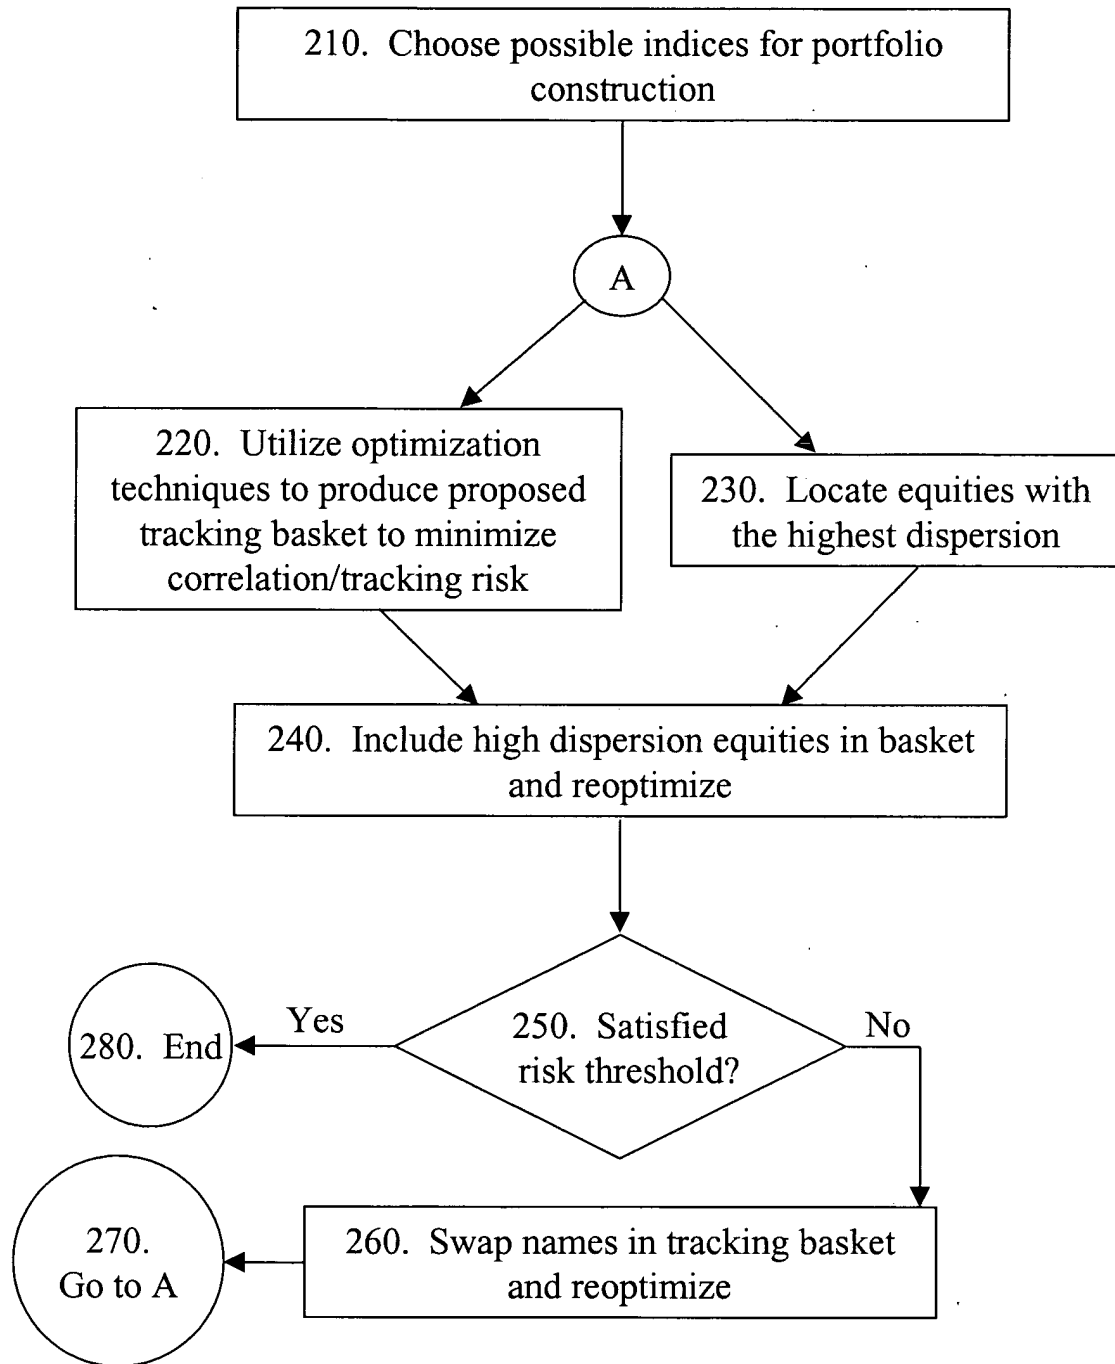 210. Choose possible indices for portfolio
construction
A
220. Utilize optimization
techniques to produce proposed
tracking basket to minimize
correlation/tracking risk
230. Locate equities with
the highest dispersion
240. Include high dispersion equities in basket
and reoptimize
Yes
280. End
250. Satisfied
risk threshold?
No
270.
Go to A
260. Swap names in tracking basket
and reoptimize